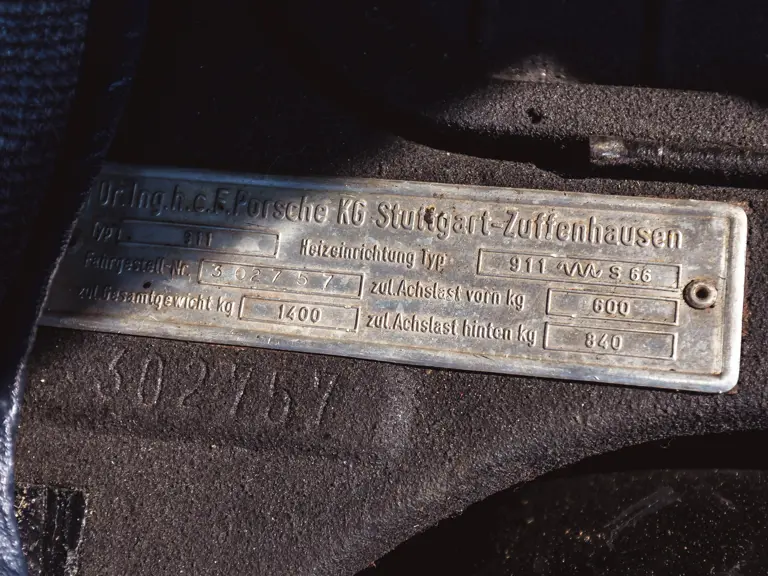 Dr.Ing.h.c.F.Porsche KG Stuttgart-Zuffenhausen
Typ 911 Heizeinrichtung Typ 911 S 66
Fahrgestell-Nr. 302757 zul.Achslast vorn kg 600
zul.Gesamtgewicht kg 1400 zul.Achslast hinten kg 840
302757